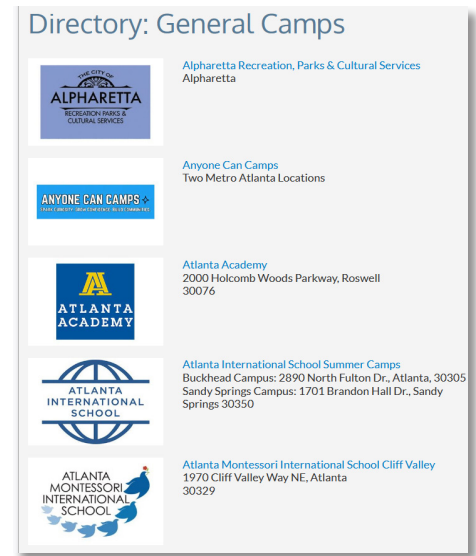 Directory: General Camps
THE CITY OF
ALPHARETTA
RECREATION PARKS &
CULTURAL SERVICES
Alpharetta Recreation, Parks & Cultural Services
Alpharetta
ANYONE CAN CAMPS
Anyone Can Camps
Two Metro Atlanta Locations
ATLANTA
ACADEMY
Atlanta Academy
2000 Holcomb Woods Parkway, Roswell
30076
ATLANTA
INTERNATIONAL
SCHOOL
Atlanta International School Summer Camps
Buckhead Campus: 2890 North Fulton Dr., Atlanta, 30305
Sandy Springs Campus: 1701 Brandon Hall Dr., Sandy
Springs 30350
ATLANTA
MONTESSORI
INTERNATIONAL
SCHOOL
Atlanta Montessori International School Cliff Valley
1970 Cliff Valley Way NE, Atlanta
30329